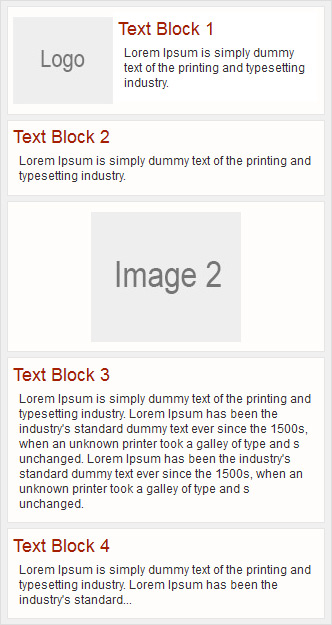 Logo
Text Block 1
Lorem Ipsum is simply dummy
text of the printing and typesetting
industry.
Text Block 2
Lorem Ipsum is simply dummy text of the printing and
typesetting industry.
Image 2
Text Block 3
Lorem Ipsum is simply dummy text of the printing and
typesetting industry. Lorem Ipsum has been the
industry's standard dummy text ever since the 1500s,
when an unknown printer took a galley of type and s
unchanged. Lorem Ipsum has been the industry's
standard dummy text ever since the 1500s, when an
unknown printer took a galley of type and s
unchanged.
Text Block 4
Lorem Ipsum is simply dummy text of the printing and
typesetting industry. Lorem Ipsum has been the
industry's standard...